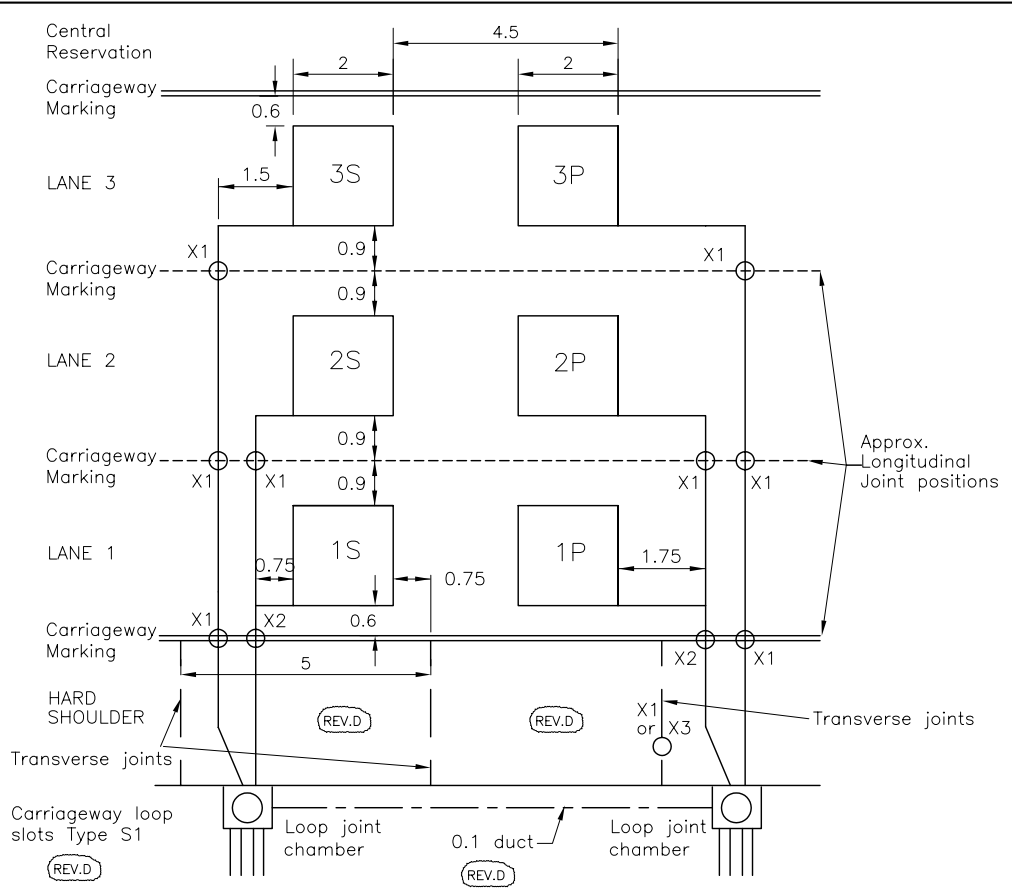 Central
Reservation
4.5
2
2
Carriageway
Marking
0.6
LANE 3
1.5
3S
3P
X1
0.9
X1
Carriageway
Marking
0.9
LANE 2
2S
2P
0.9
Carriageway
Marking
X1
X1
0.9
X1
X1
Approx.
Longitudinal
Joint positions
LANE 1
1S
1P
0.75
0.75
1.75
0.6
Carriageway
Marking
X1
X2
X2
X1
5
HARD
SHOULDER
REV.D
REV.D
X1
or X3
Transverse joints
Transverse joints
Carriageway loop
slots Type S1
Loop joint
chamber
0.1 duct
Loop joint
chamber
REV.D
REV.D